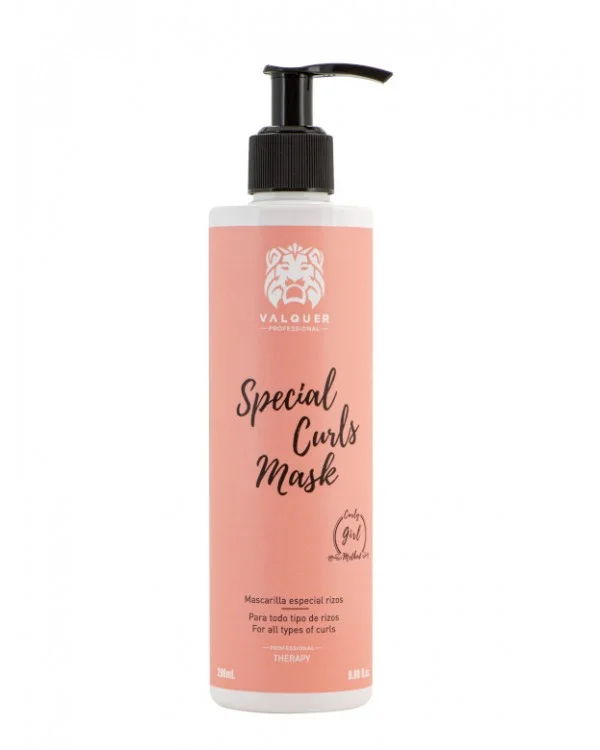 VALQUER
PROFESSIONAL
Special
Curls
Mask
Curly
girl
Method
Mascarilla especial rizos
Para todo tipo de rizos
For all types of curls
PROFESSIONAL
THERAPY